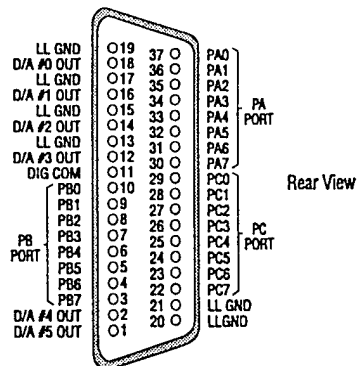 LL GND 19
D/A #0 OUT 18
LL GND 17
D/A #1 OUT 16
LL GND 15
D/A #2 OUT 14
LL GND 13
D/A #3 OUT 12
DIG COM 11
PB0 10
PB1 9
PB2 8
PB3 7
PB4 6
PB5 5
PB6 4
PB7 3
PB
PORT
D/A #4 OUT 2
D/A #5 OUT 1
37 PA0
36 PA1
35 PA2
34 PA3
33 PA4
32 PA5
31 PA6
30 PA7
PA
PORT
29 PC0
28 PC1
27 PC2
26 PC3
25 PC4
24 PC5
23 PC6
22 PC7
PC
PORT
21 LL GND
20 LLGND
Rear View